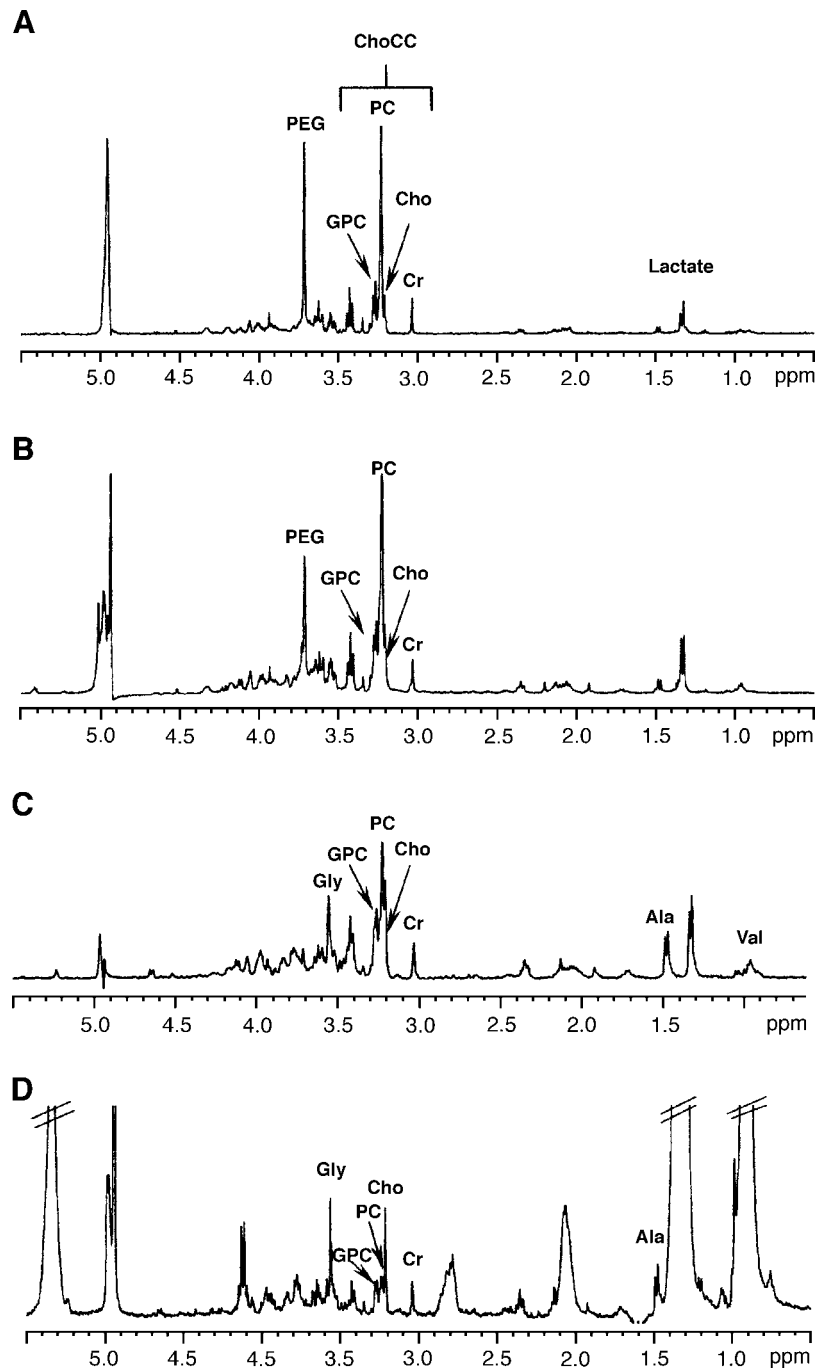 A
ChoCC
PC
PEG
Cho
GPC
Cr
Lactate
5.0 4.5 4.0 3.5 3.0 2.5 2.0 1.5 1.0 ppm
B
PC
PEG
Cho
GPC
Cr
5.0 4.5 4.0 3.5 3.0 2.5 2.0 1.5 1.0 ppm
C
PC
GPC Cho
Gly
Cr
Ala
Val
5.0 4.5 4.0 3.5 3.0 2.5 2.0 1.5 ppm
D
Gly
Cho
PC
GPC Cr
Ala
5.0 4.5 4.0 3.5 3.0 2.5 2.0 1.5 1.0 ppm